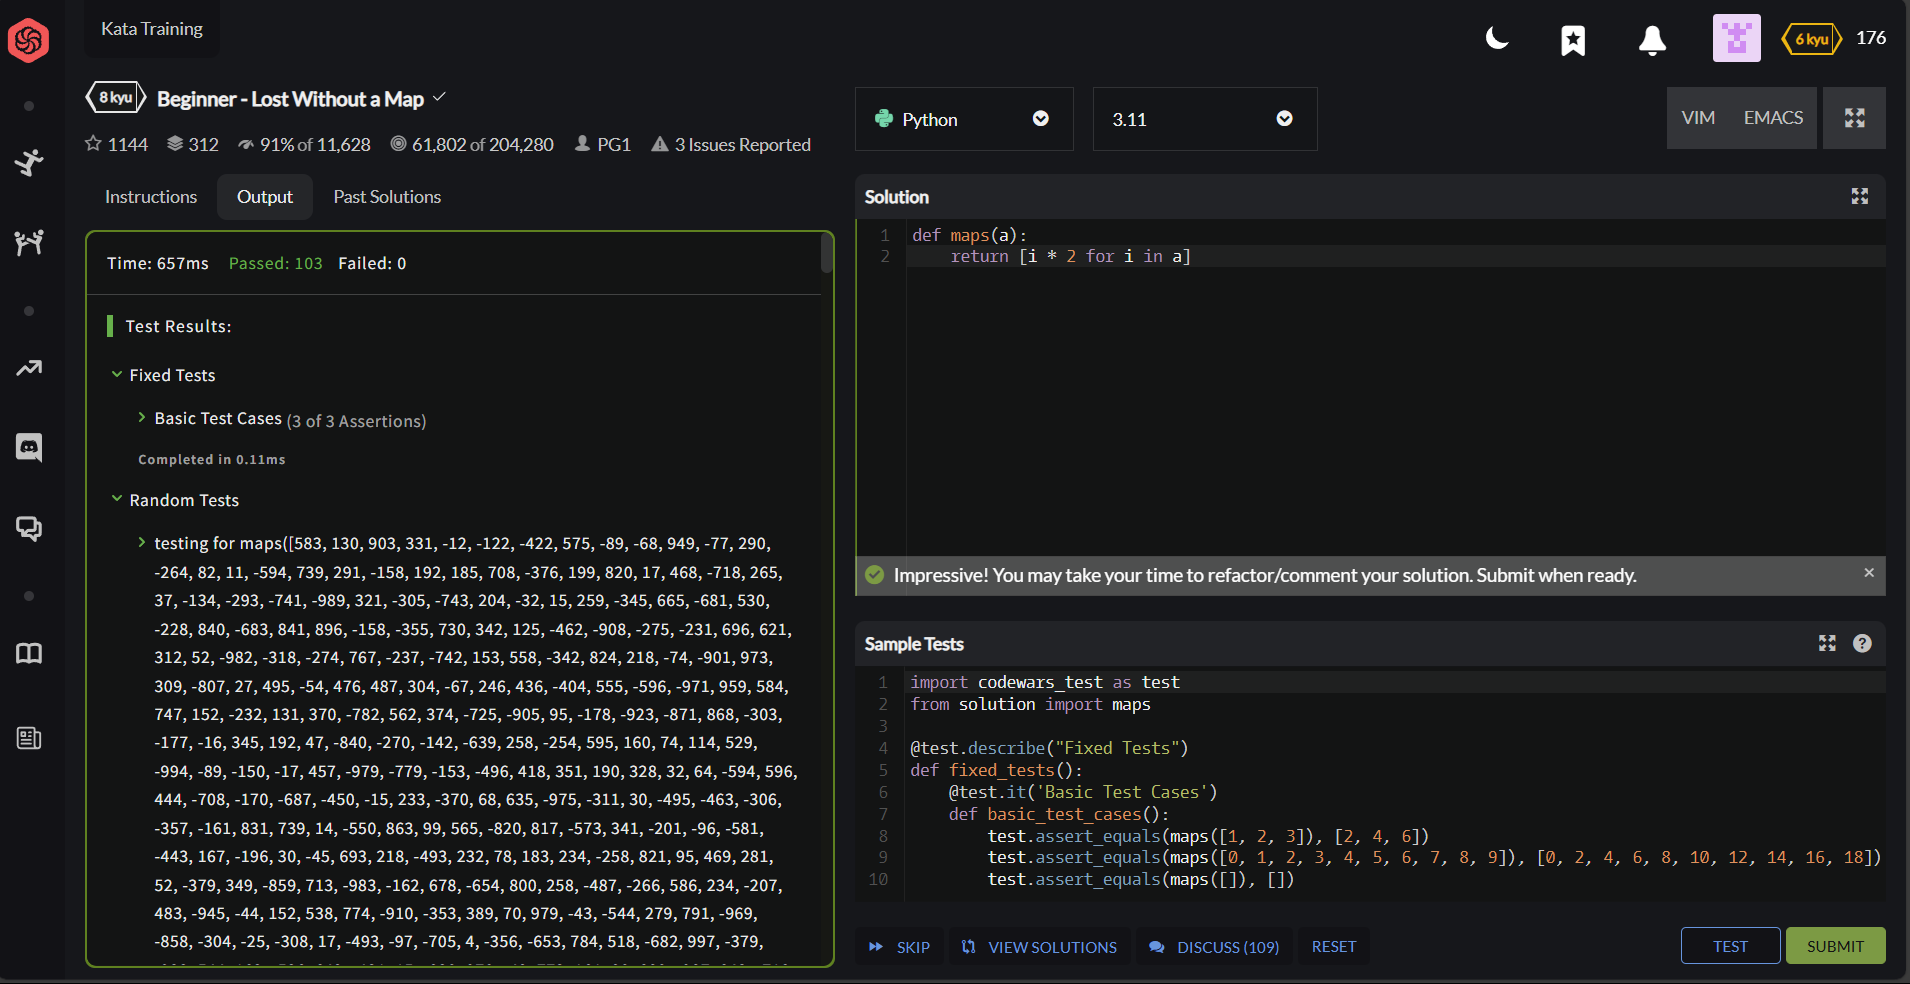 Kata Training
6 kyu 176
8 kyu Beginner - Lost Without a Map
1144 312 91% of 11,628 61,802 of 204,280 PG1 3 Issues Reported
Instructions Output Past Solutions
Time: 657ms Passed: 103 Failed: 0
Test Results:
Fixed Tests
Basic Test Cases (3 of 3 Assertions)
Completed in 0.11ms
Random Tests
testing for maps([583, 130, 903, 331, -12, -122, -422, 575, -89, -68, 949, -77, 290,
-264, 82, 11, -594, 739, 291, -158, 192, 185, 708, -376, 199, 820, 17, 468, -718, 265,
37, -134, -293, -741, -989, 321, -305, -743, 204, -32, 15, 259, -345, 665, -681, 530,
-228, 840, -683, 841, 896, -158, -355, 730, 342, 125, -462, -908, -275, -231, 696, 621,
312, 52, -982, -318, -274, 767, -237, -742, 153, 558, -342, 824, 218, -74, -901, 973,
309, -807, 27, 495, -54, 476, 487, 304, -67, 246, 436, -404, 555, -596, -971, 959, 584,
747, 152, -232, 131, 370, -782, 562, 374, -725, -905, 95, -178, -923, -871, 868, -303,
-177, -16, 345, 192, 47, -840, -270, -142, -639, 258, -254, 595, 160, 74, 114, 529,
-994, -89, -150, -17, 457, -979, -779, -153, -496, 418, 351, 190, 328, 32, 64, -594, 596,
444, -708, -170, -687, -450, -15, 233, -370, 68, 635, -975, -311, 30, -495, -463, -306,
-357, -161, 831, 739, 14, -550, 863, 99, 565, -820, 817, -573, 341, -201, -96, -581,
-443, 167, -196, 30, -45, 693, 218, -493, 232, 78, 183, 234, -258, 821, 95, 469, 281,
52, -379, 349, -859, 713, -983, -162, 678, -654, 800, 258, -487, -266, 586, 234, -207,
483, -945, -44, 152, 538, 774, -910, -353, 389, 70, 979, -43, -544, 279, 791, -969,
-858, -304, -25, -308, 17, -493, -97, -705, 4, -356, -653, 784, 518, -682, 997, -379,
Python 3.11 VIM EMACS
Solution
1 def maps(a):
2 return [i * 2 for i in a]
Impressive! You may take your time to refactor/comment your solution. Submit when ready. ×
Sample Tests
1 import codewars_test as test
2 from solution import maps
3
4 @test.describe("Fixed Tests")
5 def fixed_tests():
6 @test.it('Basic Test Cases')
7 def basic_test_cases():
8 test.assert_equals(maps([1, 2, 3]), [2, 4, 6])
9 test.assert_equals(maps([0, 1, 2, 3, 4, 5, 6, 7, 8, 9]), [0, 2, 4, 6, 8, 10, 12, 14, 16, 18])
10 test.assert_equals(maps([]), [])
SKIP VIEW SOLUTIONS DISCUSS (109) RESET TEST SUBMIT